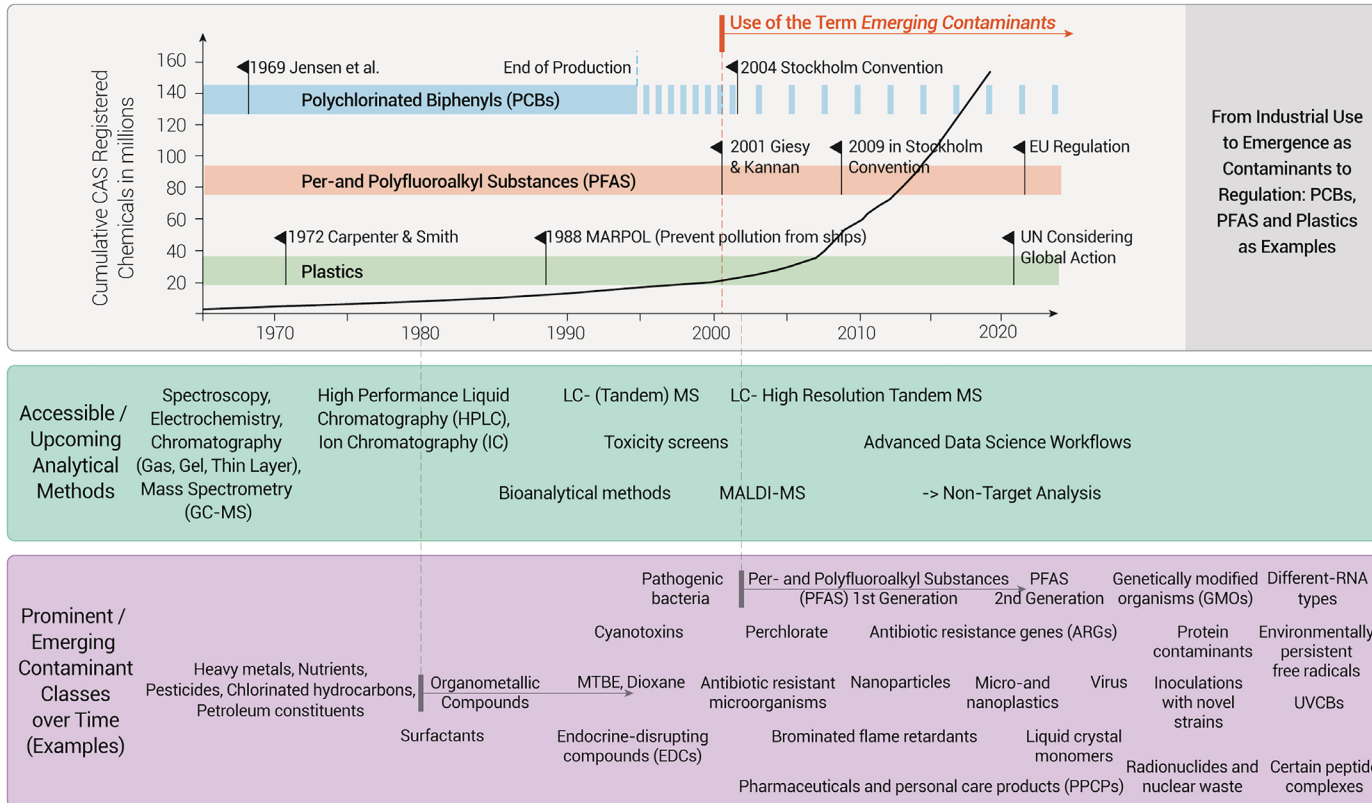 Use of the Term Emerging Contaminants
Cumulative CAS Registered
Chemicals in millions
160
140
120
100
80
60
40
20
1969 Jensen et al.
End of Production
2004 Stockholm Convention
Polychlorinated Biphenyls (PCBs)
2001 Giesy
& Kannan
2009 in Stockholm
Convention
EU Regulation
Per-and Polyfluoroalkyl Substances (PFAS)
1972 Carpenter & Smith
1988 MARPOL (Prevent pollution from ships)
UN Considering
Global Action
Plastics
1970
1980
1990
2000
2010
2020
From Industrial Use
to Emergence as
Contaminants to
Regulation: PCBs,
PFAS and Plastics
as Examples
Accessible /
Upcoming
Analytical
Methods
Spectroscopy,
Electrochemistry,
Chromatography
(Gas, Gel, Thin Layer),
Mass Spectrometry
(GC-MS)
High Performance Liquid
Chromatography (HPLC),
Ion Chromatography (IC)
LC- (Tandem) MS
LC- High Resolution Tandem MS
Toxicity screens
Advanced Data Science Workflows
Bioanalytical methods
MALDI-MS
-> Non-Target Analysis
Prominent /
Emerging
Contaminant
Classes
over Time
(Examples)
Pathogenic
bacteria
Per- and Polyfluoroalkyl Substances
(PFAS) 1st Generation
PFAS
2nd Generation
Genetically modified
organisms (GMOs)
Different-RNA
types
Cyanotoxins
Perchlorate
Antibiotic resistance genes (ARGs)
Protein
contaminants
Environmentally
persistent
free radicals
Heavy metals, Nutrients,
Pesticides, Chlorinated hydrocarbons,
Petroleum constituents
Organometallic
Compounds
MTBE, Dioxane
Antibiotic resistant
microorganisms
Nanoparticles
Micro-and
nanoplastics
Virus
Inoculations
with novel
strains
UVCBs
Surfactants
Endocrine-disrupting
compounds (EDCs)
Brominated flame retardants
Liquid crystal
monomers
Pharmaceuticals and personal care products (PPCPs)
Radionuclides and
nuclear waste
Certain peptide
complexes